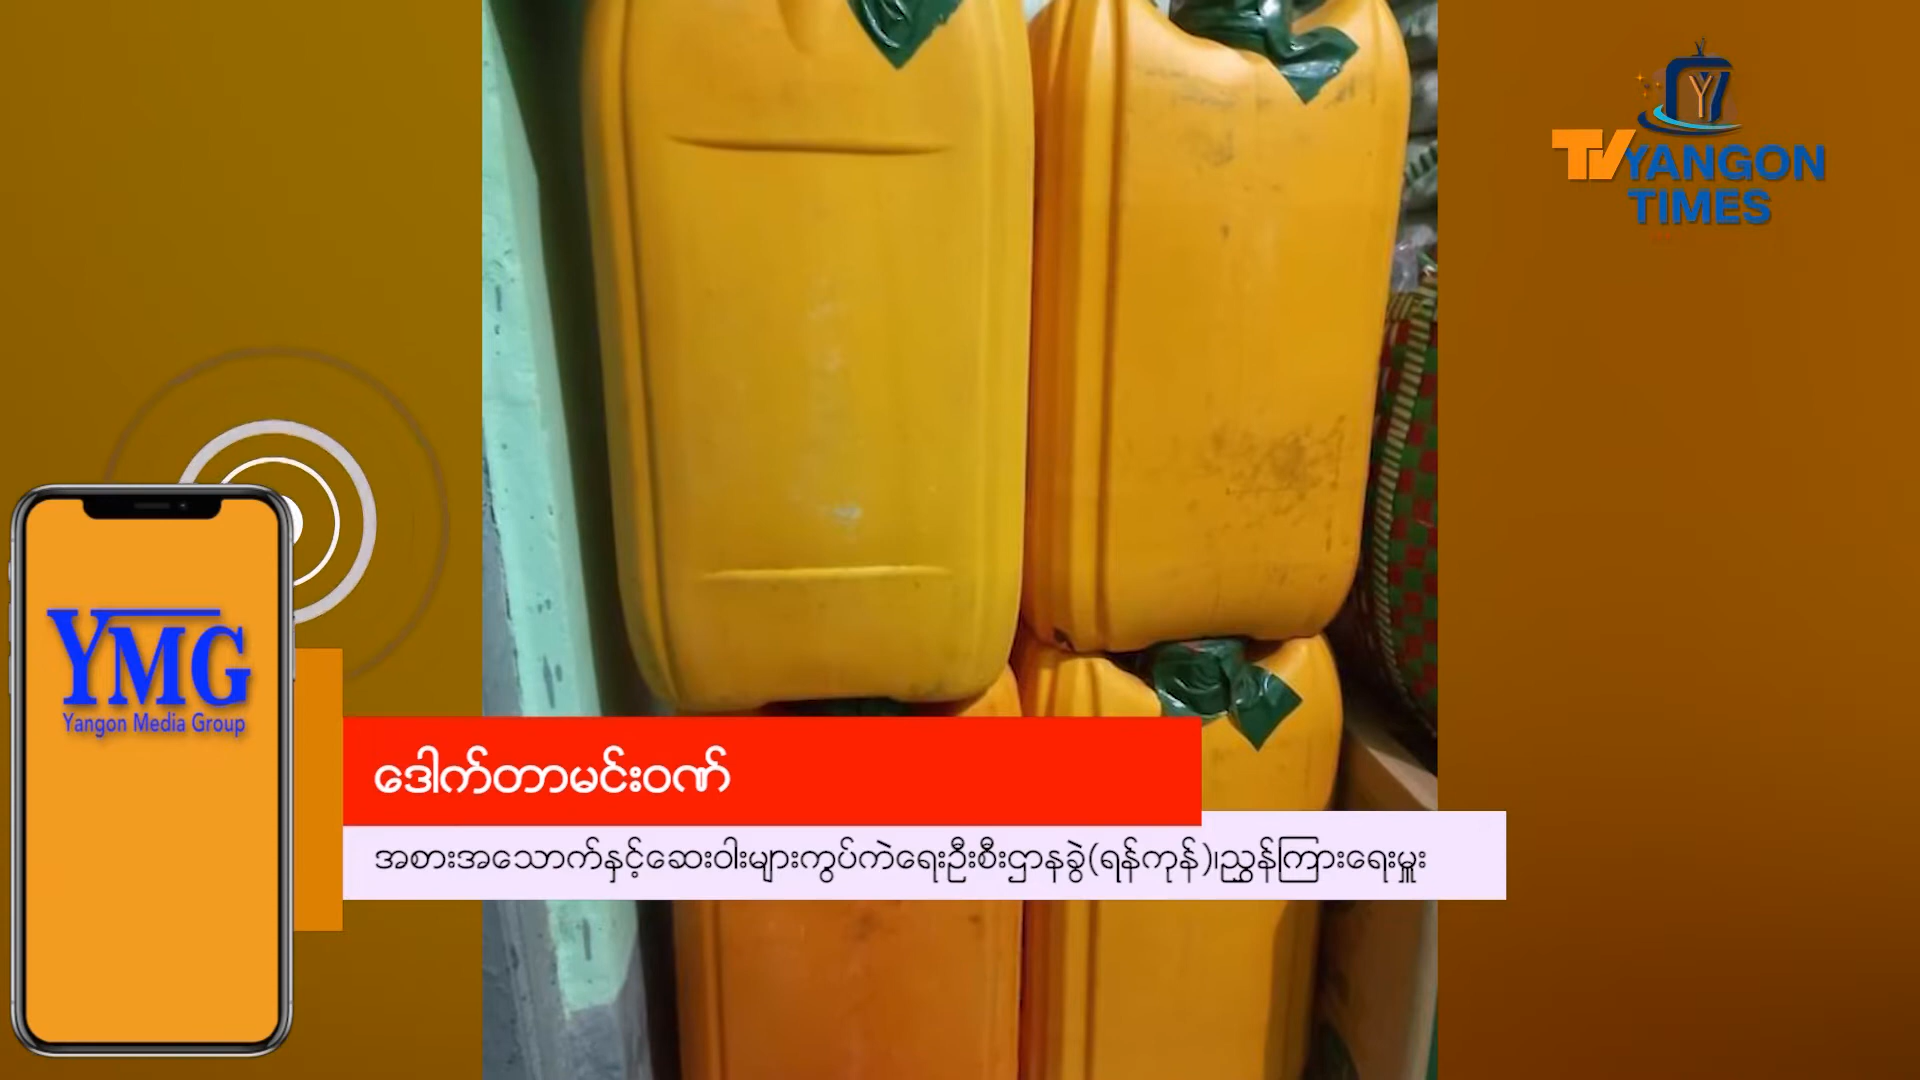 TV YANGON
TIMES
YMG
Yangon Media Group
ဒေါက်တာမင်းဝဏ်
အစားအသောက်နှင့်ဆေးဝါးများကွပ်ကဲရေးဦးစီးဌာနခွဲ(ရန်ကုန်)၊ညွှန်ကြားရေးမှူး